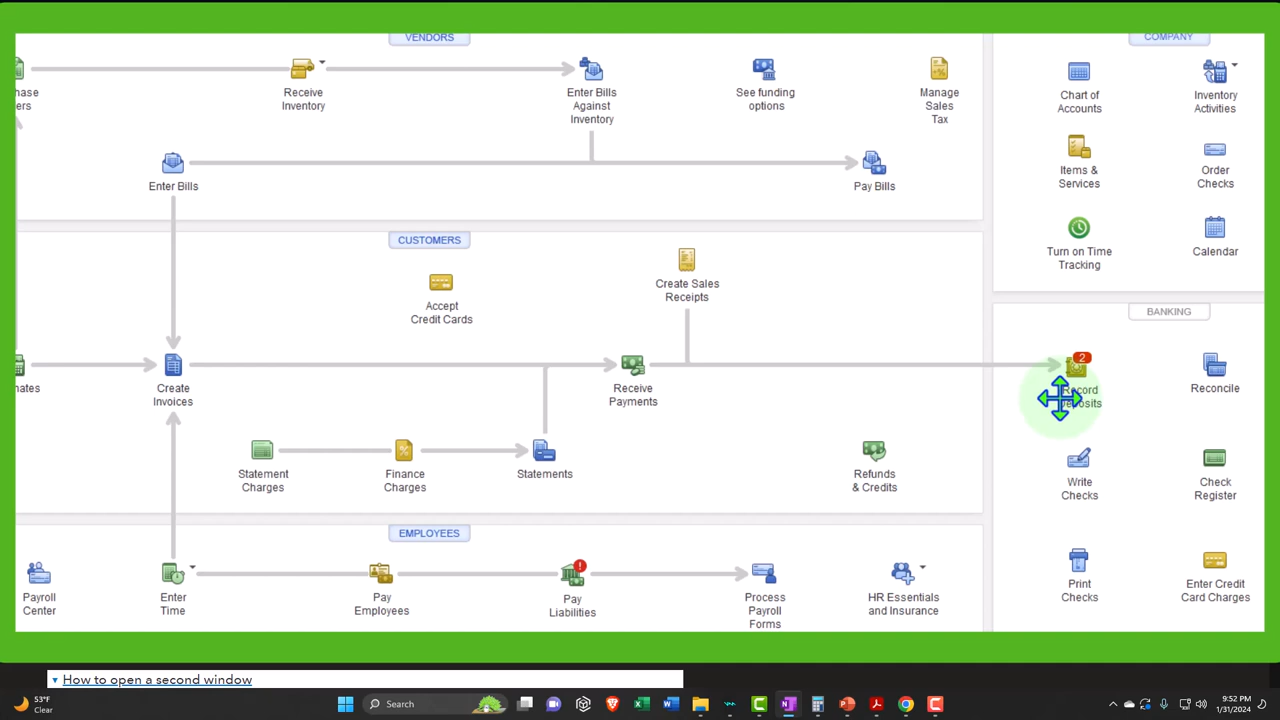 VENDORS
COMPANY
hase
ers
Receive
Inventory
Enter Bills
Against
Inventory
See funding
options
Manage
Sales
Tax
Chart of
Accounts
Inventory
Activities
Enter Bills
Pay Bills
Items &
Services
Order
Checks
CUSTOMERS
Turn on Time
Tracking
Calendar
Create Sales
Receipts
Accept
Credit Cards
BANKING
nates
Create
Invoices
Receive
Payments
2
Record
Deposits
Reconcile
Statement
Charges
Finance
Charges
Statements
Refunds
& Credits
Write
Checks
Check
Register
EMPLOYEES
Payroll
Center
Enter
Time
Pay
Employees
!
Pay
Liabilities
Process
Payroll
Forms
HR Essentials
and Insurance
Print
Checks
Enter Credit
Card Charges
How to open a second window
53°F
Clear
Search
9:52 PM
1/31/2024